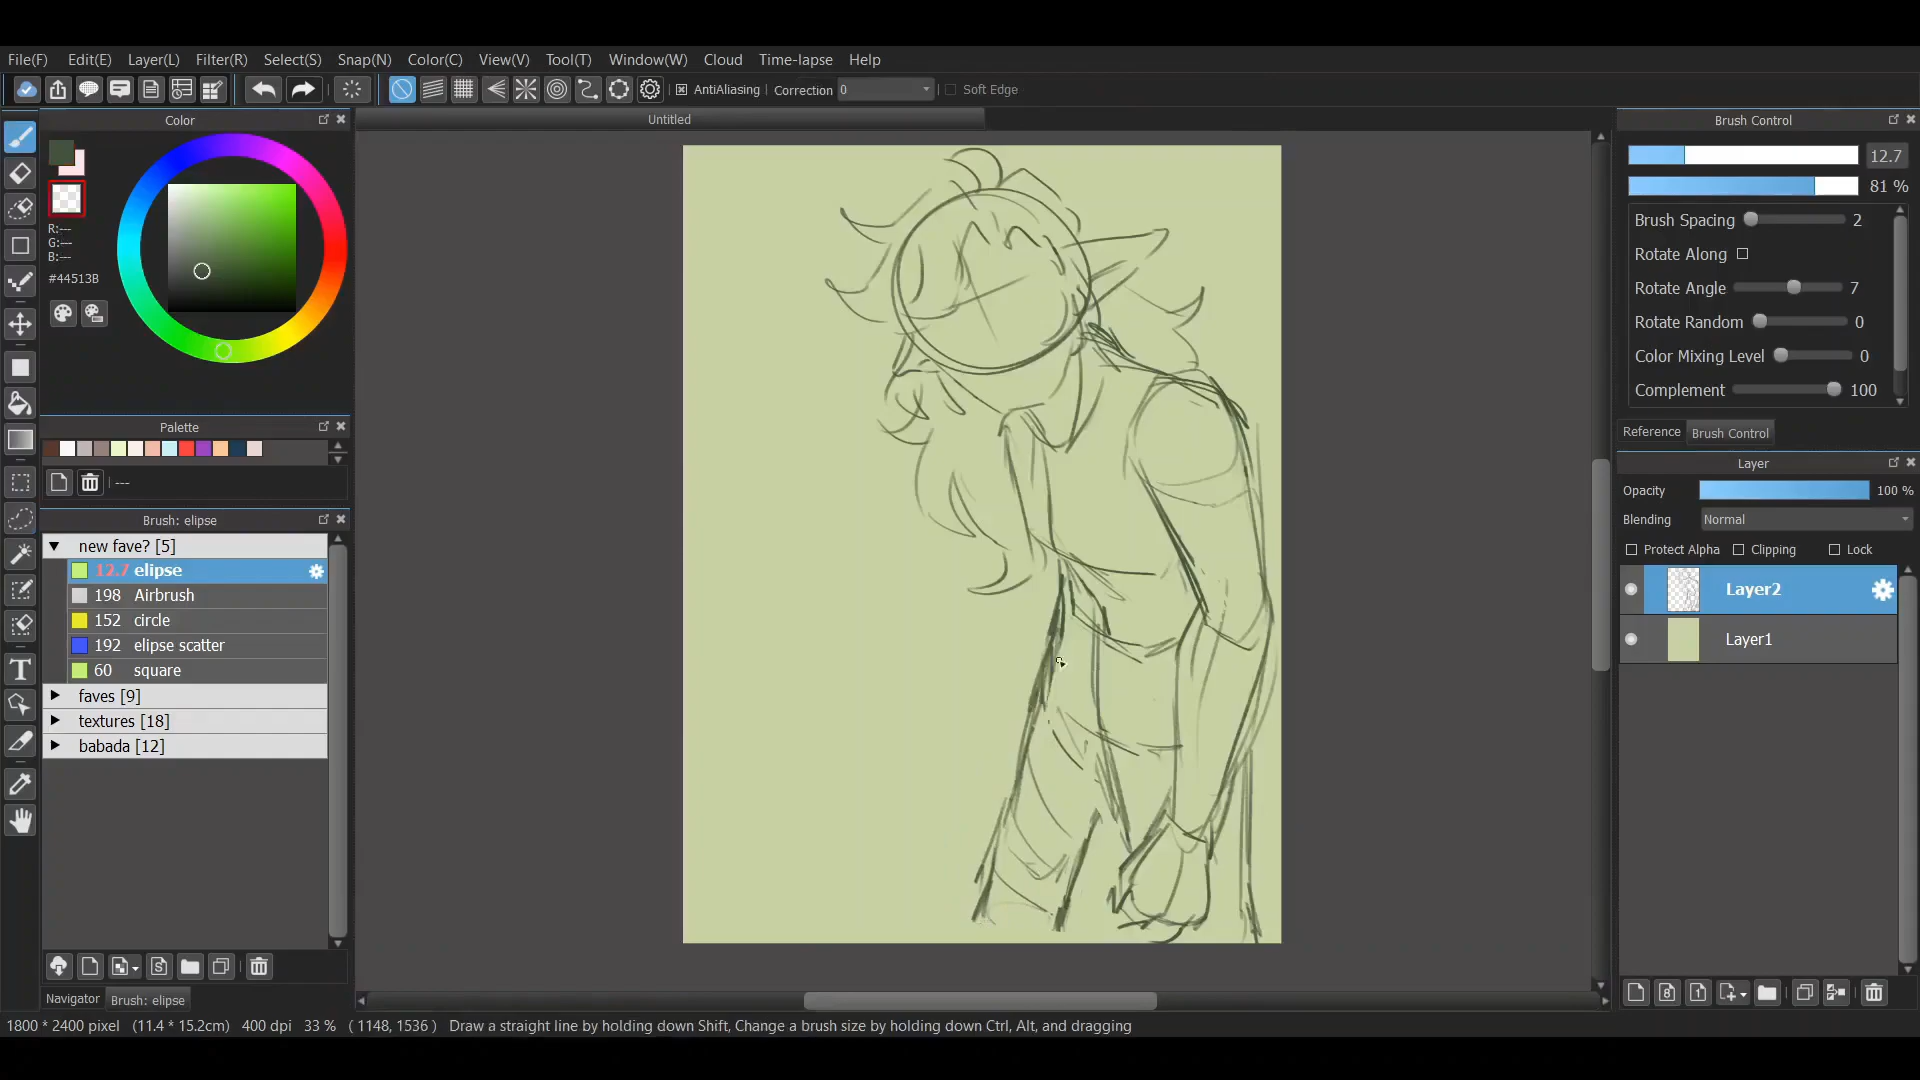 File(F) Edit(E) Layer(L) Filter(R) Select(S) Snap(N) Color(C) View(V) Tool(T) Window(W) Cloud Time-lapse Help
AntiAliasing Correction 0 Soft Edge
Color
Untitled
Brush Control
12.7
81 %
R:---
G:---
B:---
#44513B
Brush Spacing 2
Rotate Along
Rotate Angle 7
Rotate Random 0
Color Mixing Level 0
Complement 100
Palette
---
Reference Brush Control
Layer
Opacity 100 %
Blending Normal
Protect Alpha Clipping Lock
Layer2
Layer1
Brush: elipse
new fave? [5]
12.7 elipse
198 Airbrush
152 circle
192 elipse scatter
60 square
faves [9]
textures [18]
babada [12]
Navigator Brush: elipse
1800 * 2400 pixel (11.4 * 15.2cm) 400 dpi 33 % ( 1148, 1536 ) Draw a straight line by holding down Shift, Change a brush size by holding down Ctrl, Alt, and dragging